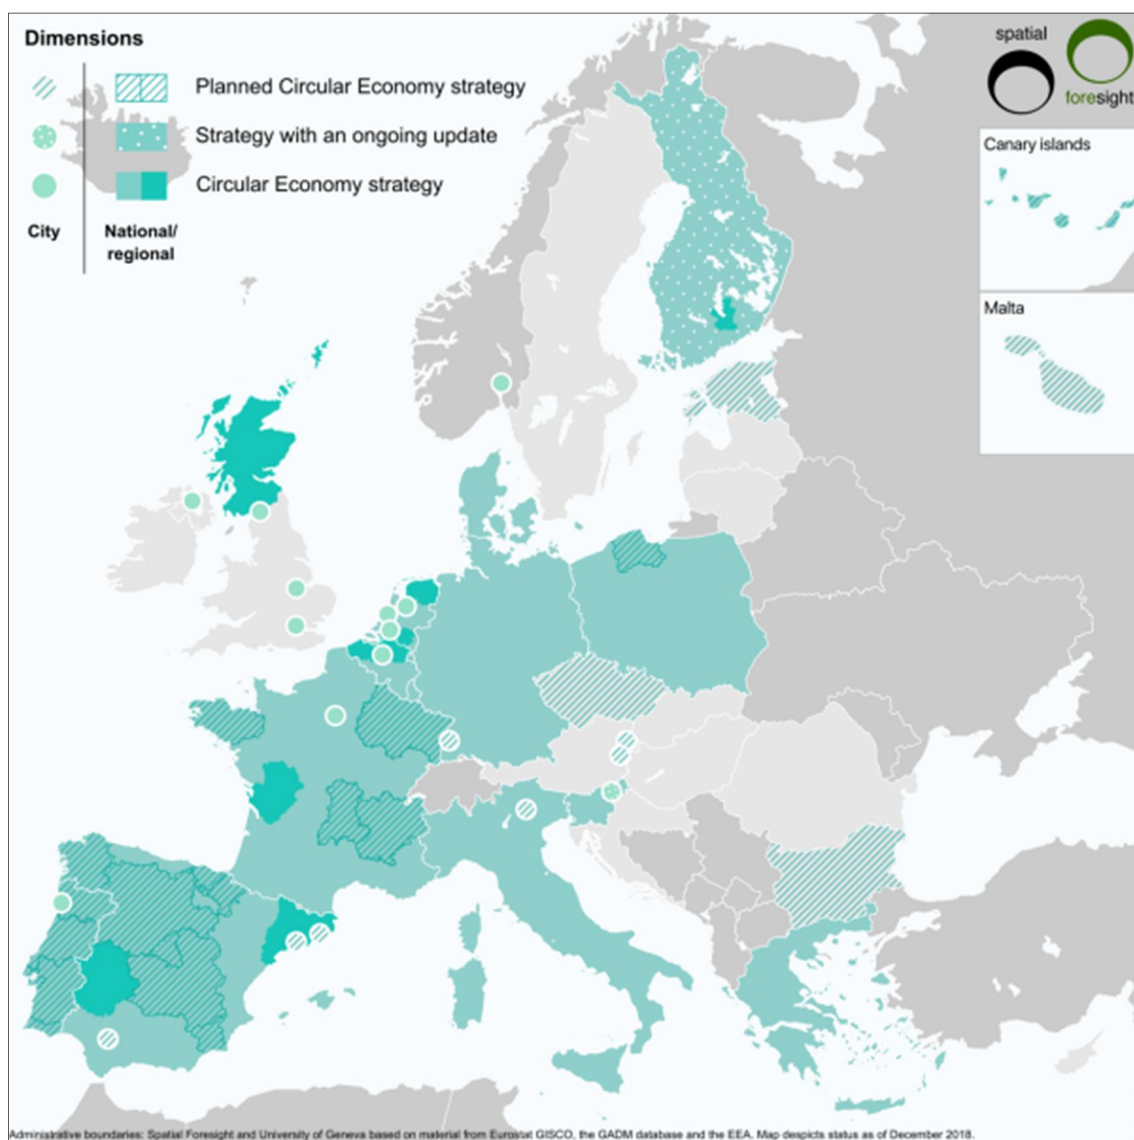 Dimensions
Planned Circular Economy strategy
Strategy with an ongoing update
Circular Economy strategy
City
National/
regional
spatial
foresight
Canary islands
Malta
Administrative boundaries: Spatial Foresight and University of Geneva based on material from Eurostat GISCO, the GADM database and the EEA. Map despicts status as of December 2018.